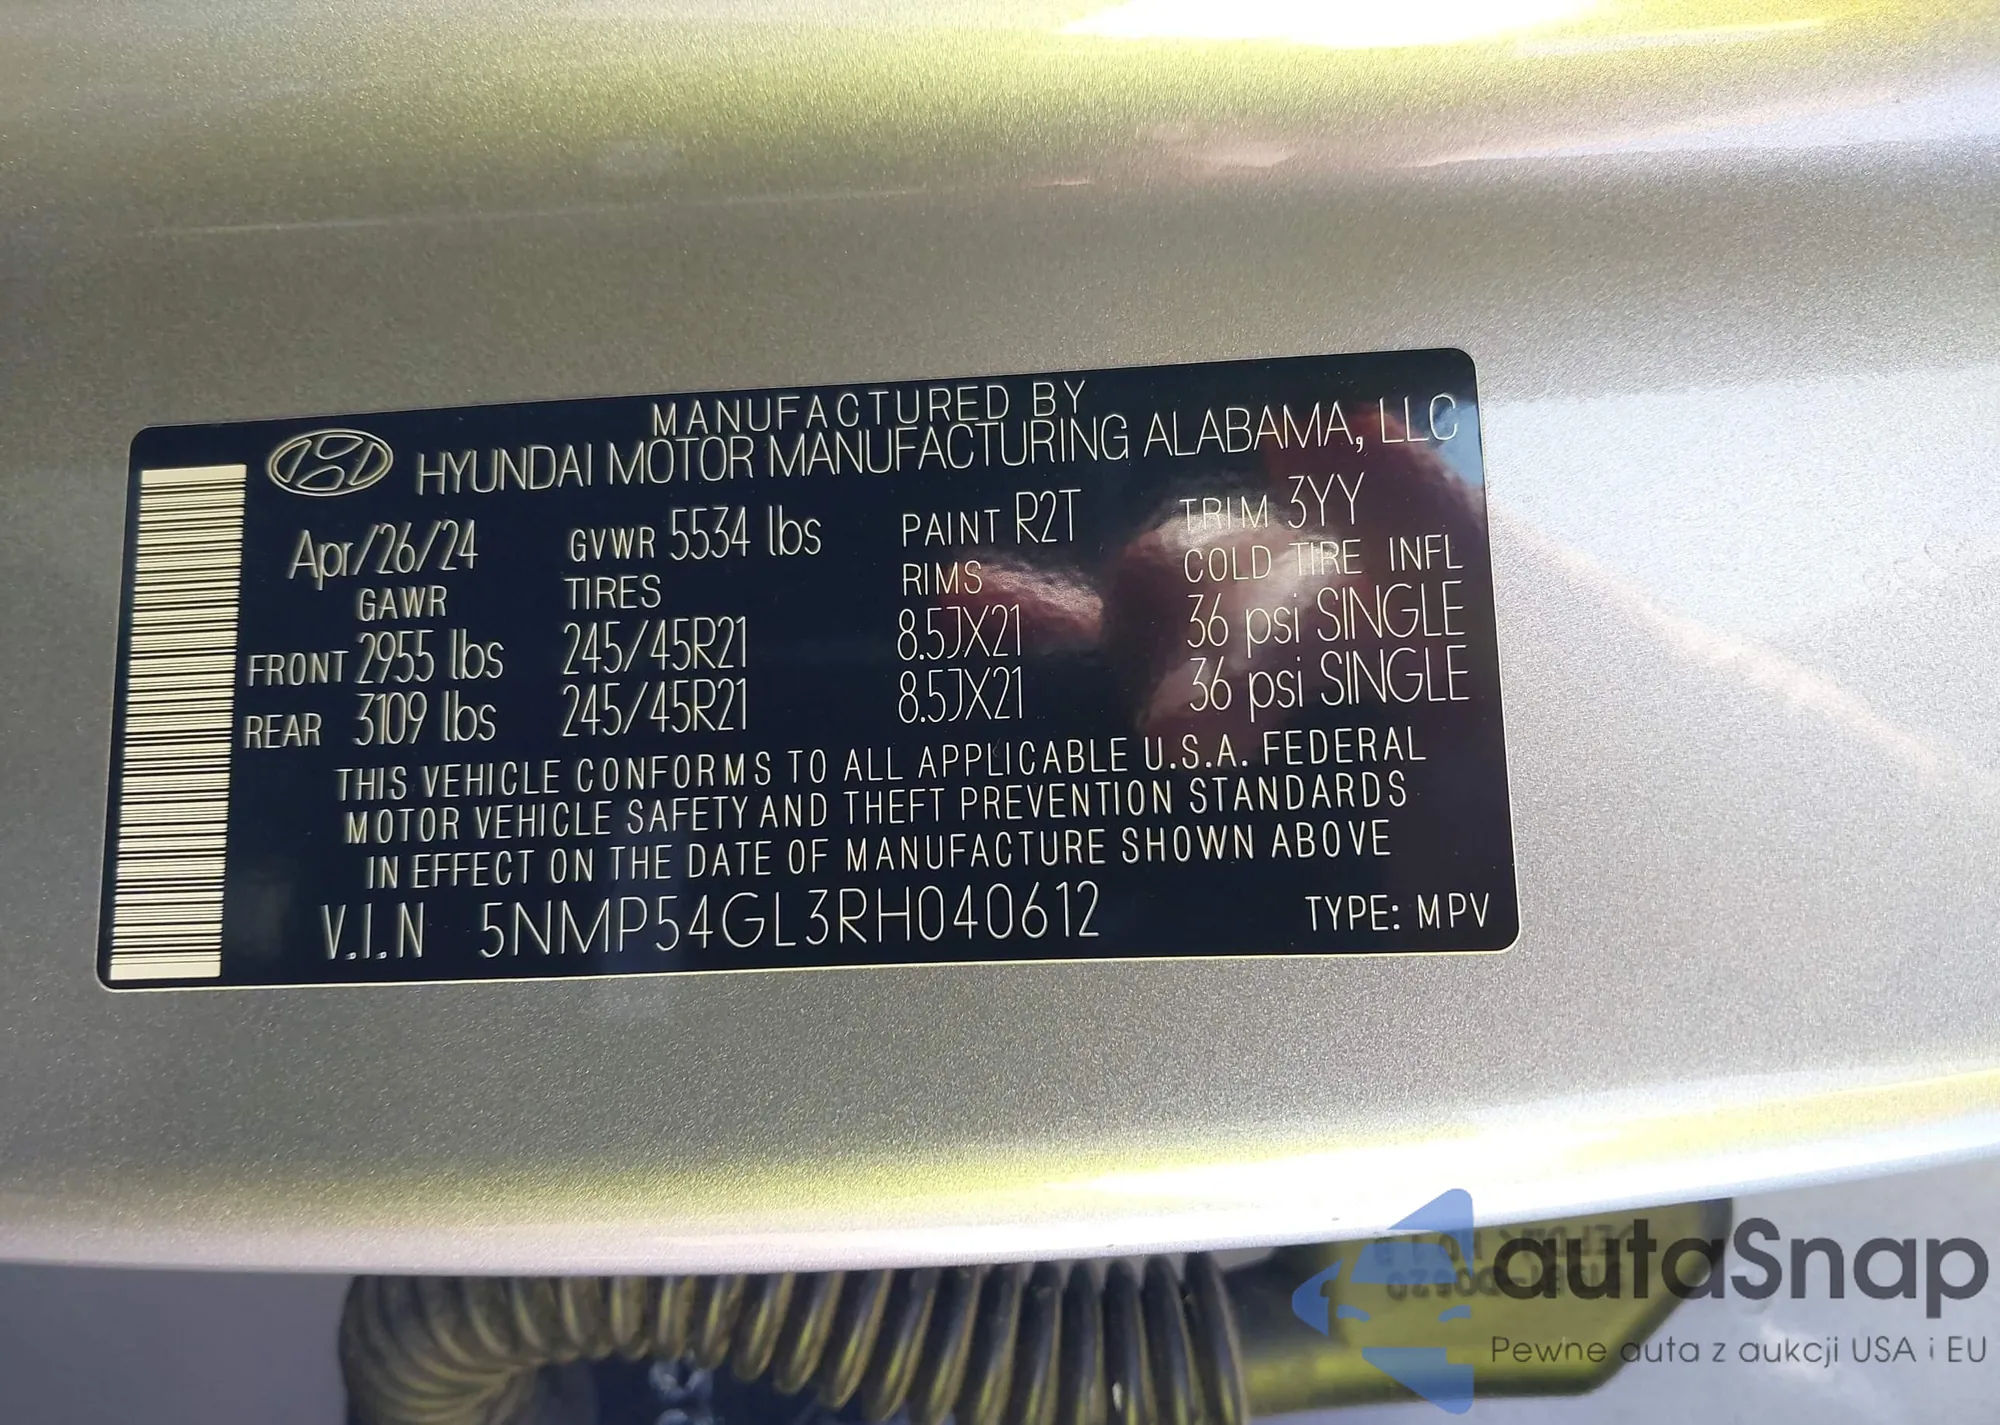 MANUFACTURED BY
HYUNDAI MOTOR MANUFACTURING ALABAMA, LLC
Apr/26/24 GVWR 5534 lbs PAINT R2T TRIM 3YY
GAWR TIRES RIMS COLD TIRE INFL
FRONT 2955 lbs 245/45R21 8.5JX21 36 psi SINGLE
REAR 3109 lbs 245/45R21 8.5JX21 36 psi SINGLE
THIS VEHICLE CONFORMS TO ALL APPLICABLE U.S.A. FEDERAL
MOTOR VEHICLE SAFETY AND THEFT PREVENTION STANDARDS
IN EFFECT ON THE DATE OF MANUFACTURE SHOWN ABOVE
V.I.N 5NMP54GL3RH040612 TYPE: MPV
autaSnap
Pewne auta z aukcji USA i EU